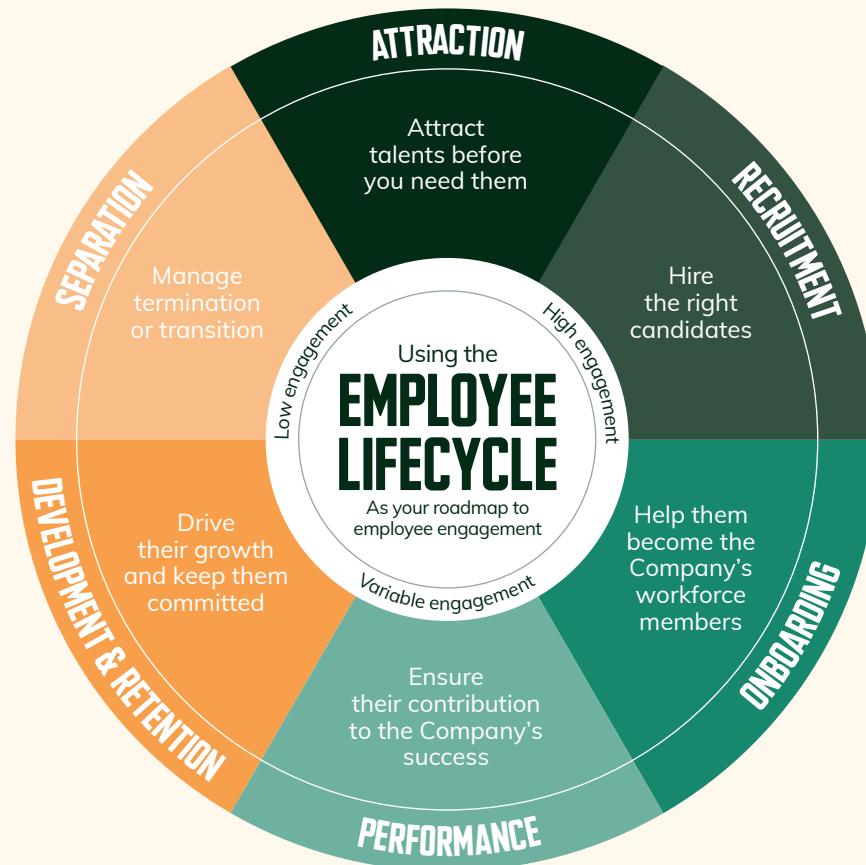 ATTRACTION
Attract
talents before
you need them
RECRUITMENT
Hire
the right
candidates
ONBOARDING
Help them
become the
Company's
workforce
members
PERFORMANCE
Ensure
their contribution
to the Company's
success
DEVELOPMENT & RETENTION
Drive
their growth
and keep them
committed
SEPARATION
Manage
termination
or transition
Low engagement
High engagement
Variable engagement
Using the
EMPLOYEE
LIFECYCLE
As your roadmap to
employee engagement